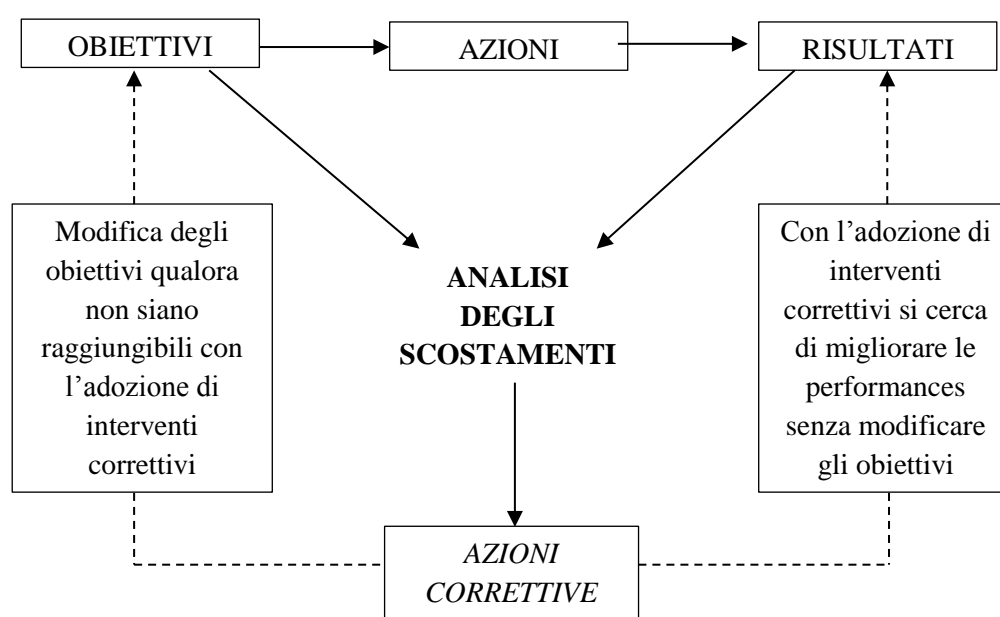 OBIETTIVI
AZIONI
RISULTATI
Modifica degli
obiettivi qualora
non siano
raggiungibili con
l’adozione di
interventi
correttivi
ANALISI
DEGLI
SCOSTAMENTI
Con l’adozione di
interventi
correttivi si cerca
di migliorare le
performances
senza modificare
gli obiettivi
AZIONI
CORRETTIVE